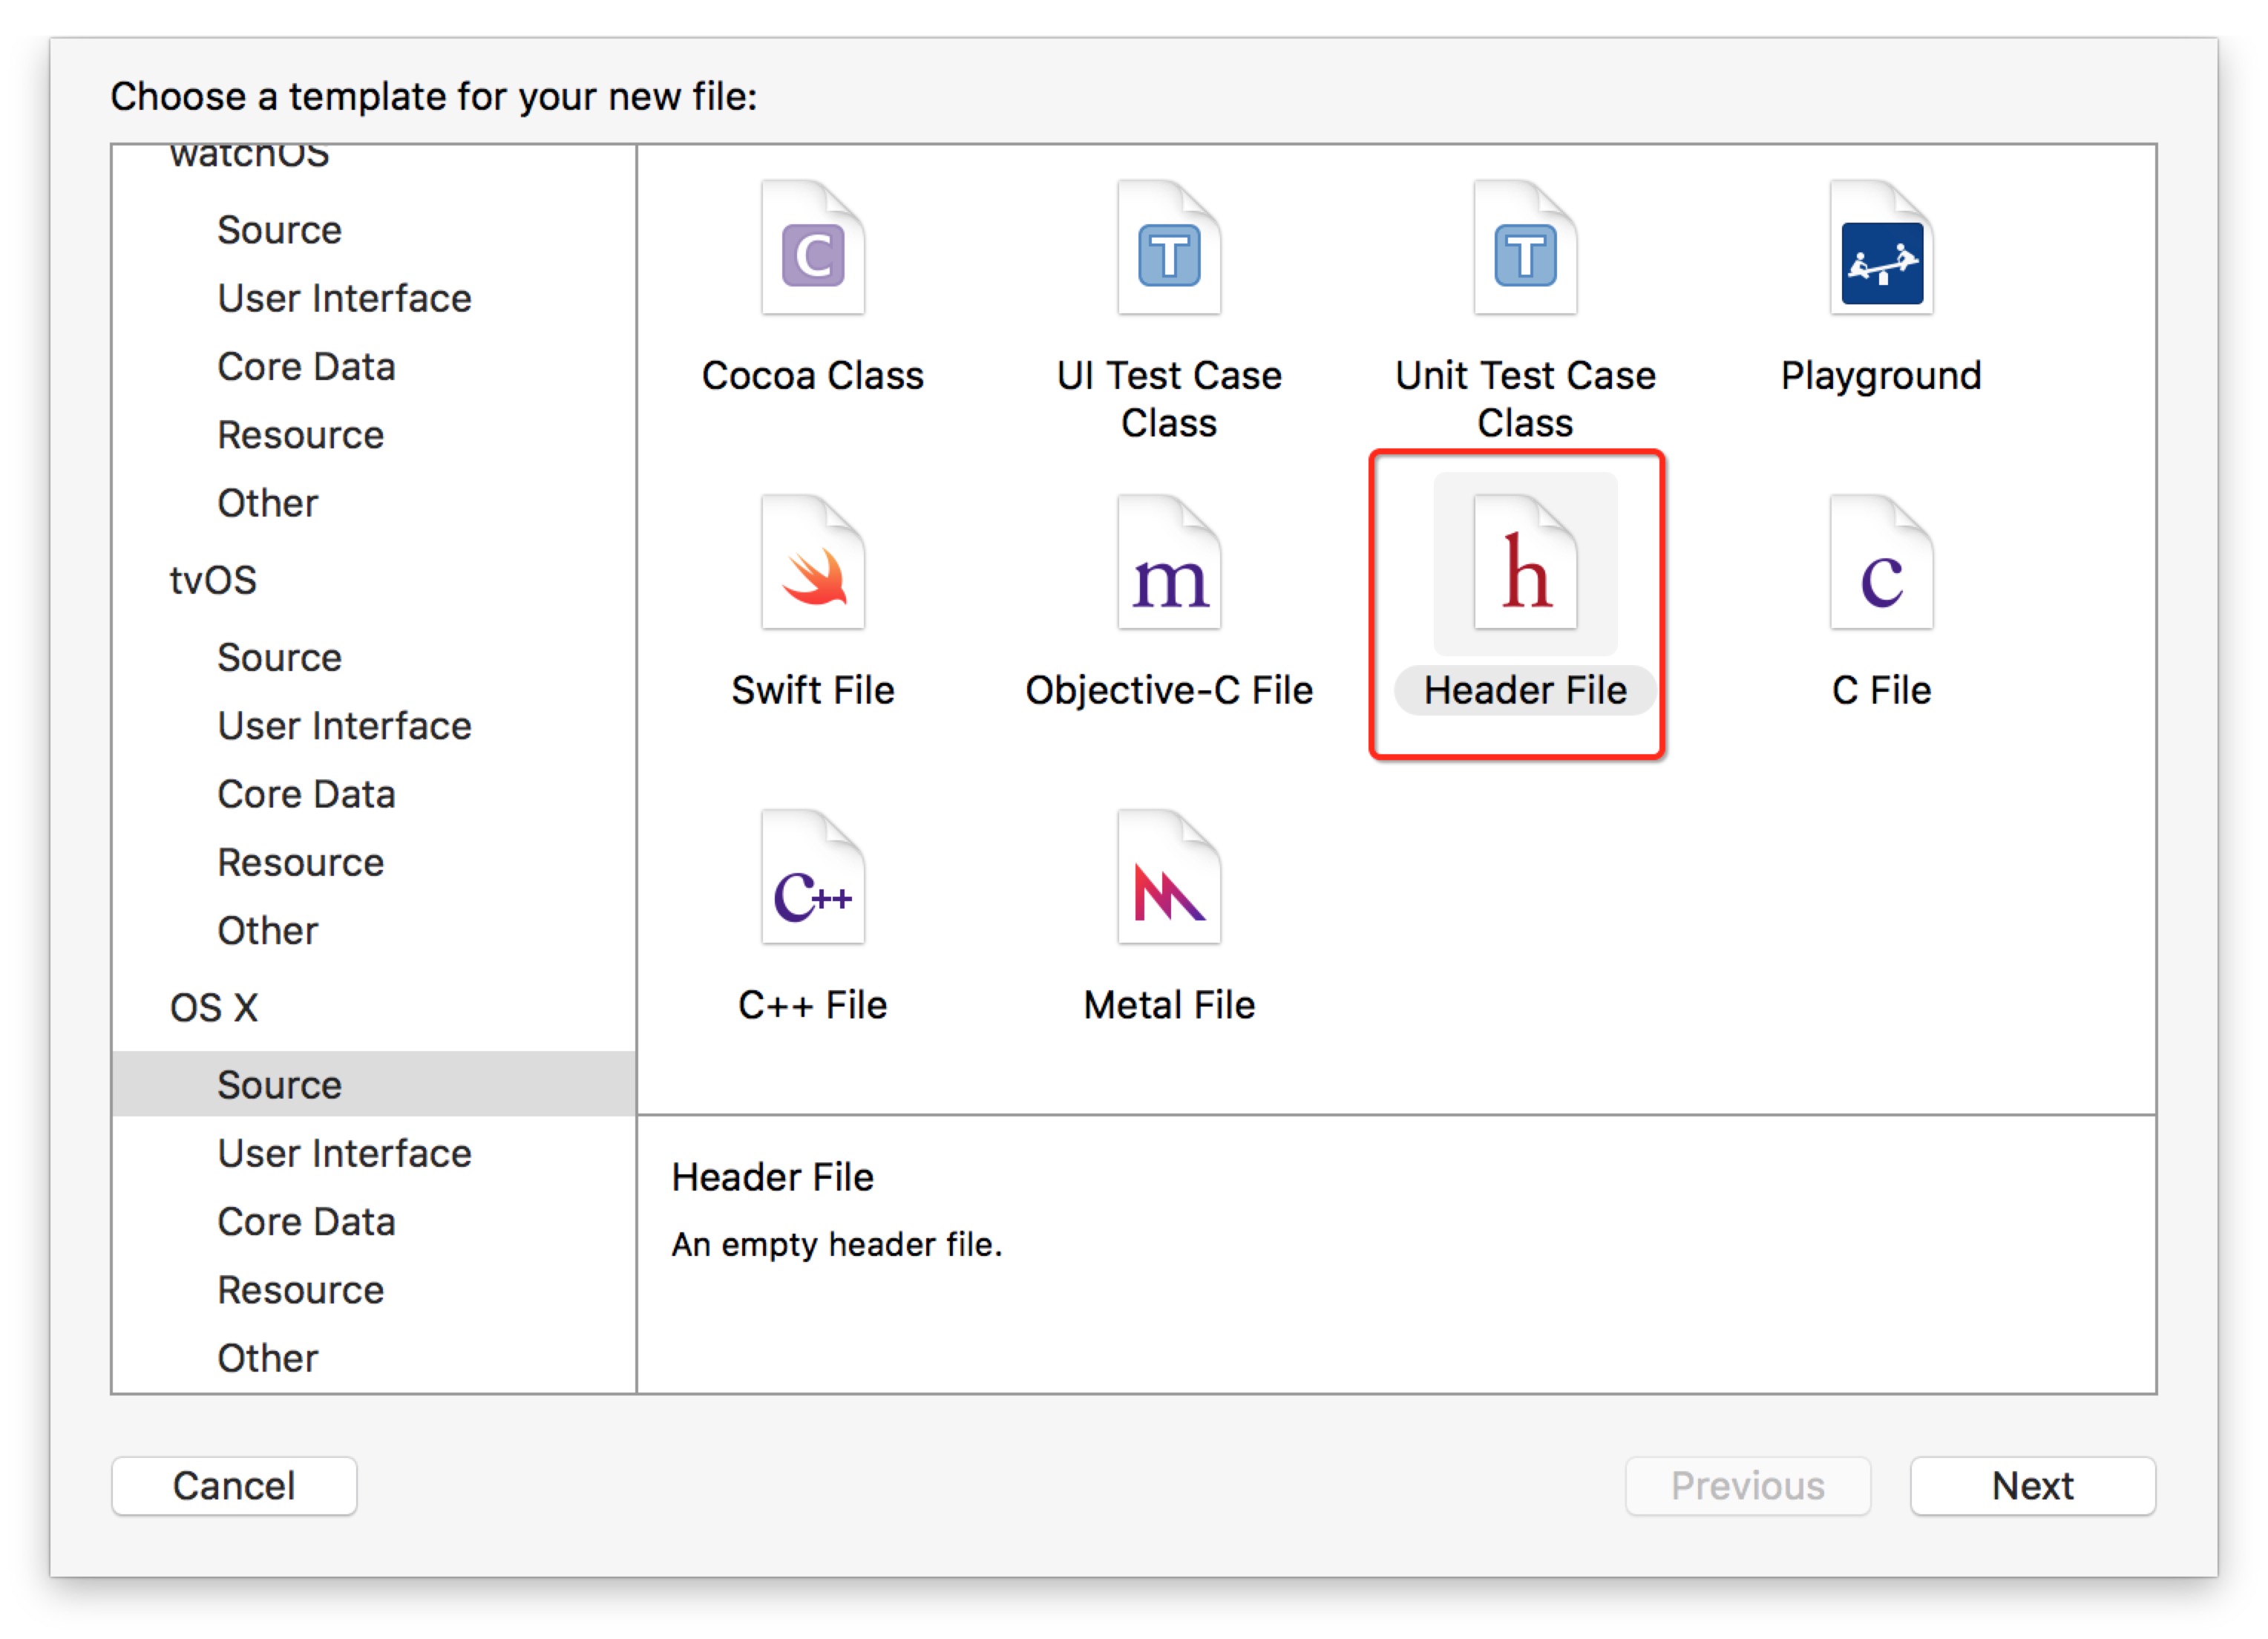 Choose a template for your new file:
watchOS
Source
User Interface
Core Data
Resource
Other
tvOS
Source
User Interface
Core Data
Resource
Other
OS X
Source
User Interface
Core Data
Resource
Other
C
T
T
Cocoa Class
UI Test Case
Class
Unit Test Case
Class
Playground
m
h
c
Swift File
Objective-C File
Header File
C File
C++
C++ File
Metal File
Header File
An empty header file.
Cancel
Previous
Next